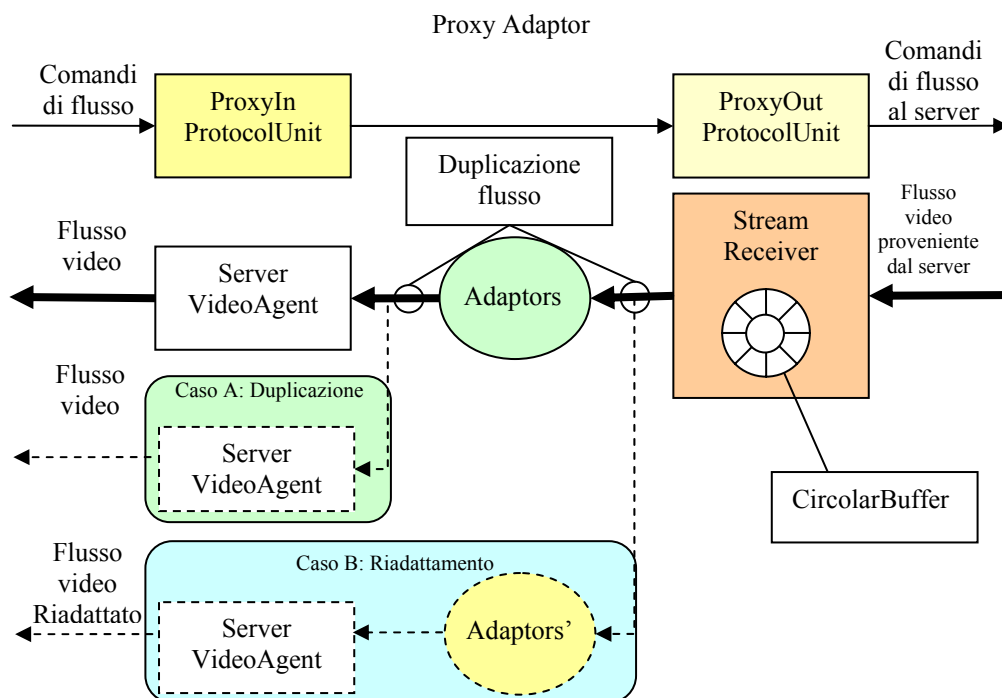 Proxy Adaptor
Comandi
di flusso
ProxyIn
ProtocolUnit
ProxyOut
ProtocolUnit
Comandi
di flusso
al server
Duplicazione
flusso
Flusso
video
Server
VideoAgent
Adaptors
Stream
Receiver
Flusso
video
proveniente
dal server
Flusso
video
Caso A: Duplicazione
Server
VideoAgent
CircolarBuffer
Flusso
video
Riadattato
Caso B: Riadattamento
Server
VideoAgent
Adaptors’